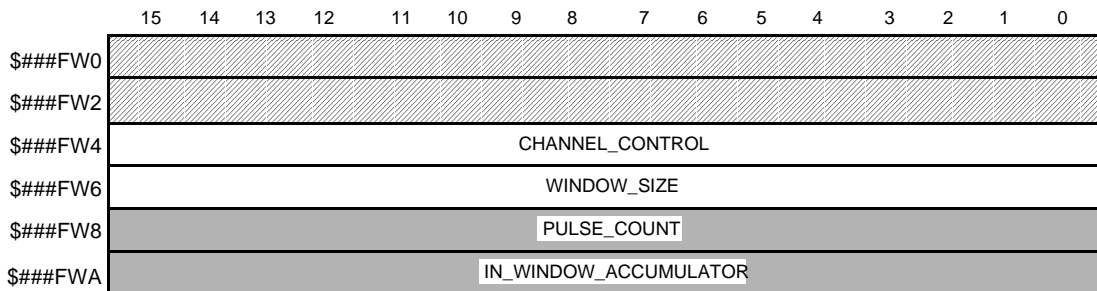 15 14 13 12 11 10 9 8 7 6 5 4 3 2 1 0
$###FW0
$###FW2
$###FW4 CHANNEL_CONTROL
$###FW6 WINDOW_SIZE
$###FW8 PULSE_COUNT
$###FWA IN_WINDOW_ACCUMULATOR